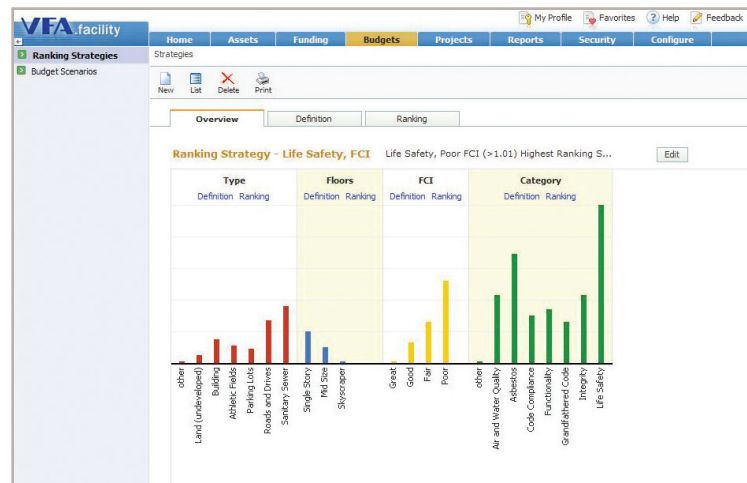 My Profile Favorites Help Feedback
VFA.facility
Home Assets Funding Budgets Projects Reports Security Configure
Ranking Strategies
Budget Scenarios
Strategies
New List Delete Print
Overview Definition Ranking
Ranking Strategy - Life Safety, FCI Life Safety, Poor FCI (>1.01) Highest Ranking S... Edit
Type Floors FCI Category
Definition Ranking Definition Ranking Definition Ranking Definition Ranking
other
Land (undeveloped)
Building
Athletic Fields
Parking Lots
Roads and Drives
Sanitary Sewer
Single Story
Mid Size
Skyscraper
Great
Good
Fair
Poor
other
Air and Water Quality
Asbestos
Code Compliance
Functionality
Grandfathered Code
Integrity
Life Safety